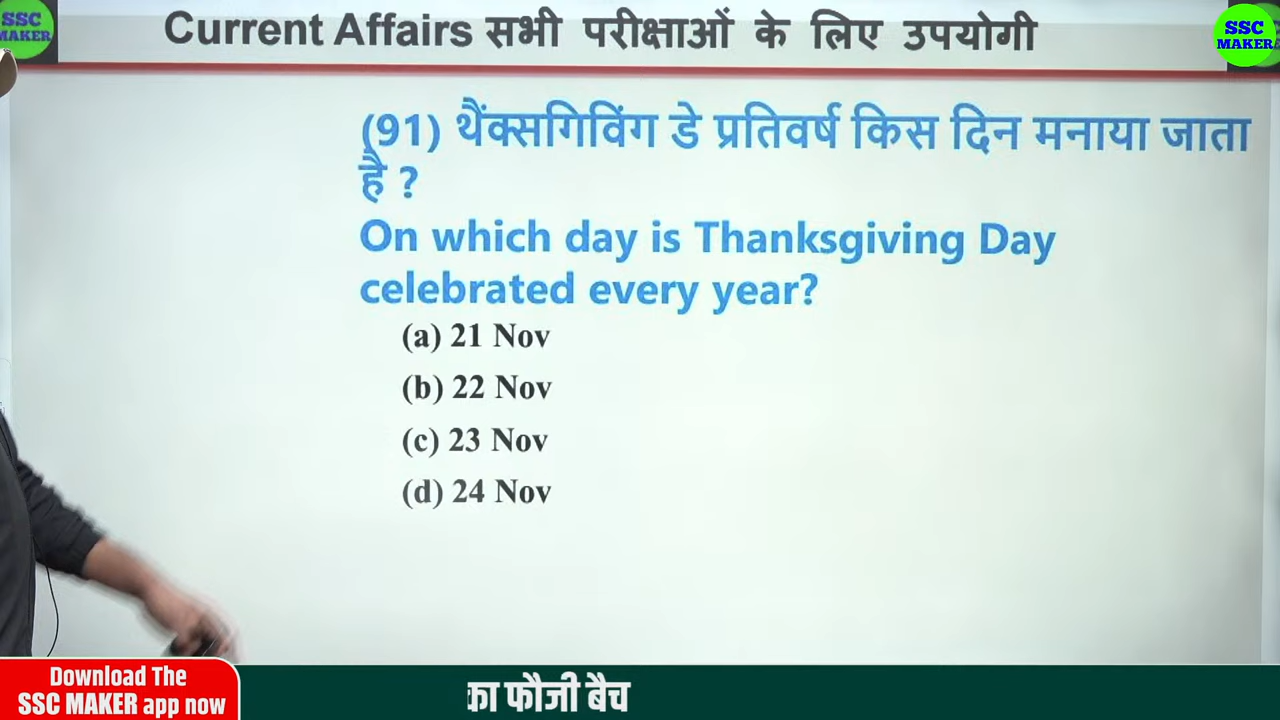 SSC
MAKER
Current Affairs सभी परीक्षाओं के लिए उपयोगी
SSC
MAKER
(91) थैंक्सगिविंग डे प्रतिवर्ष किस दिन मनाया जाता
है ?
On which day is Thanksgiving Day
celebrated every year?
(a) 21 Nov
(b) 22 Nov
(c) 23 Nov
(d) 24 Nov
Download The
SSC MAKER app now
का फौजी बैच